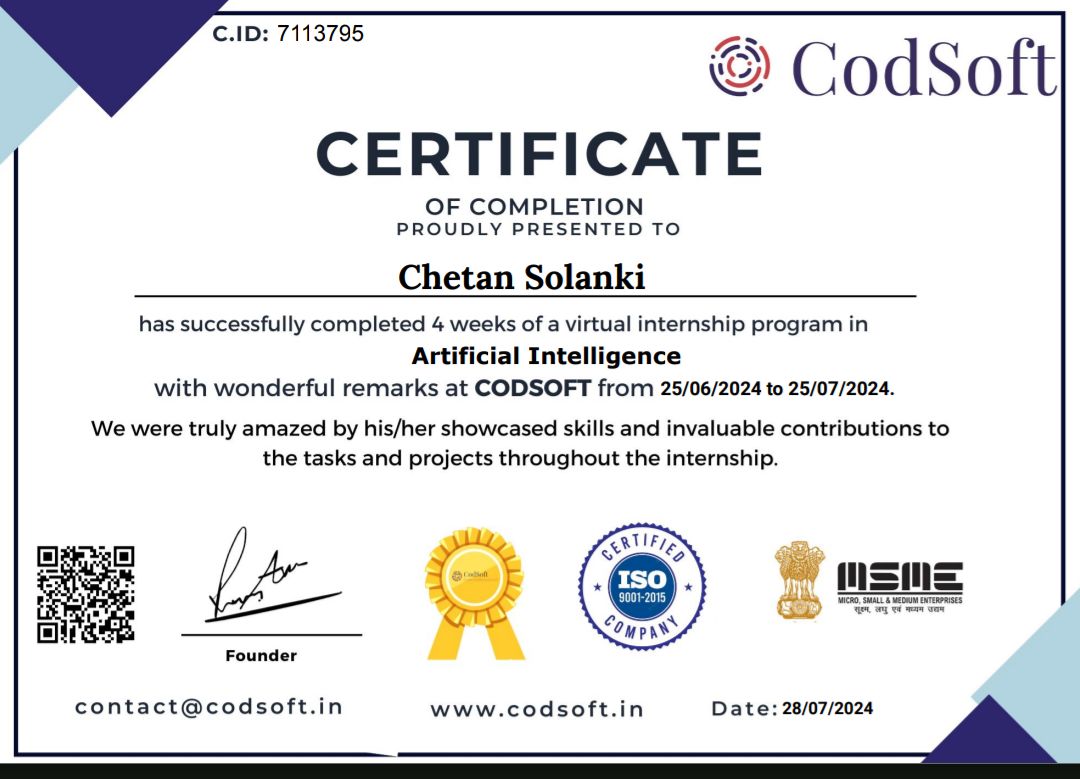 C.ID: 7113795
CodSoft
CERTIFICATE
OF COMPLETION
PROUDLY PRESENTED TO
Chetan Solanki
has successfully completed 4 weeks of a virtual internship program in
Artificial Intelligence
with wonderful remarks at CODSOFT from 25/06/2024 to 25/07/2024.
We were truly amazed by his/her showcased skills and invaluable contributions to
the tasks and projects throughout the internship.
Founder
CodSoft
CERTIFIED
ISO
9001-2015
COMPANY
MSME
MICRO, SMALL & MEDIUM ENTERPRISES
सूक्ष्म, लघु एवं मध्यम उद्यम
contact@codsoft.in
www.codsoft.in
Date: 28/07/2024